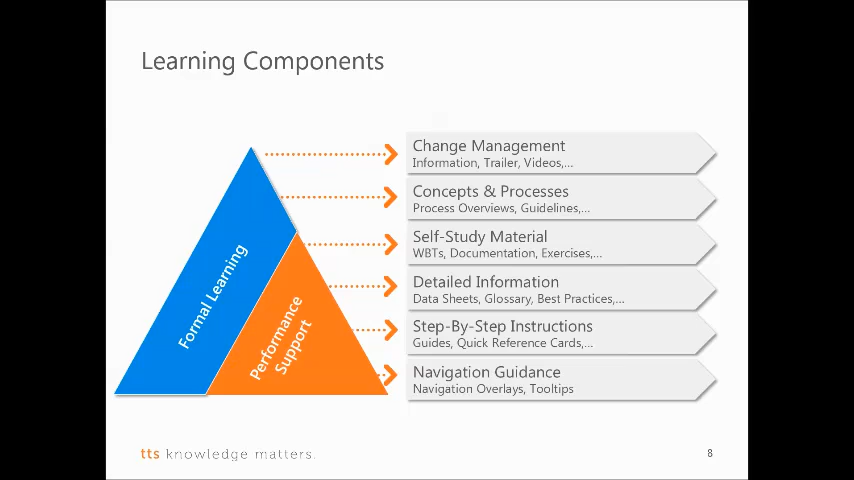 Learning Components
Change Management
Information, Trailer, Videos,...
Concepts & Processes
Process Overviews, Guidelines,...
Self-Study Material
WBTs, Documentation, Exercises,...
Detailed Information
Data Sheets, Glossary, Best Practices,...
Step-By-Step Instructions
Guides, Quick Reference Cards,...
Navigation Guidance
Navigation Overlays, Tooltips
Formal Learning
Performance
Support
tts knowledge matters.
8